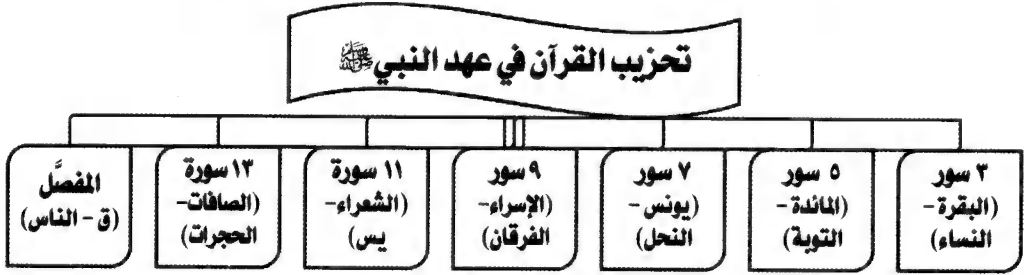 تحزيب القرآن في عهد النبي ﷺ
٣ سور
(البقرة-
النساء)
٥ سور
(المائدة-
التوبة)
٧ سور
(يونس-
النحل)
٩ سور
(الإسراء-
الفرقان)
١١ سورة
(الشعراء-
يس)
١٣ سورة
(الصافات-
الحجرات)
المفصَّل
(ق-الناس)